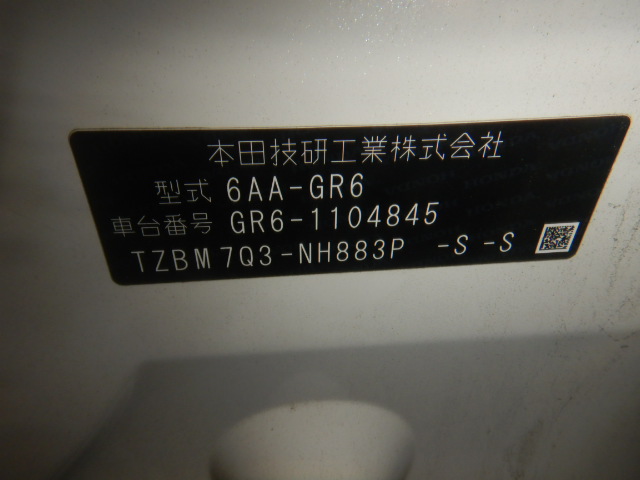 本田技研工業株式会社
型式 6AA-GR6
車台番号 GR6-1104845
TZBM7Q3-NH883P -S-S